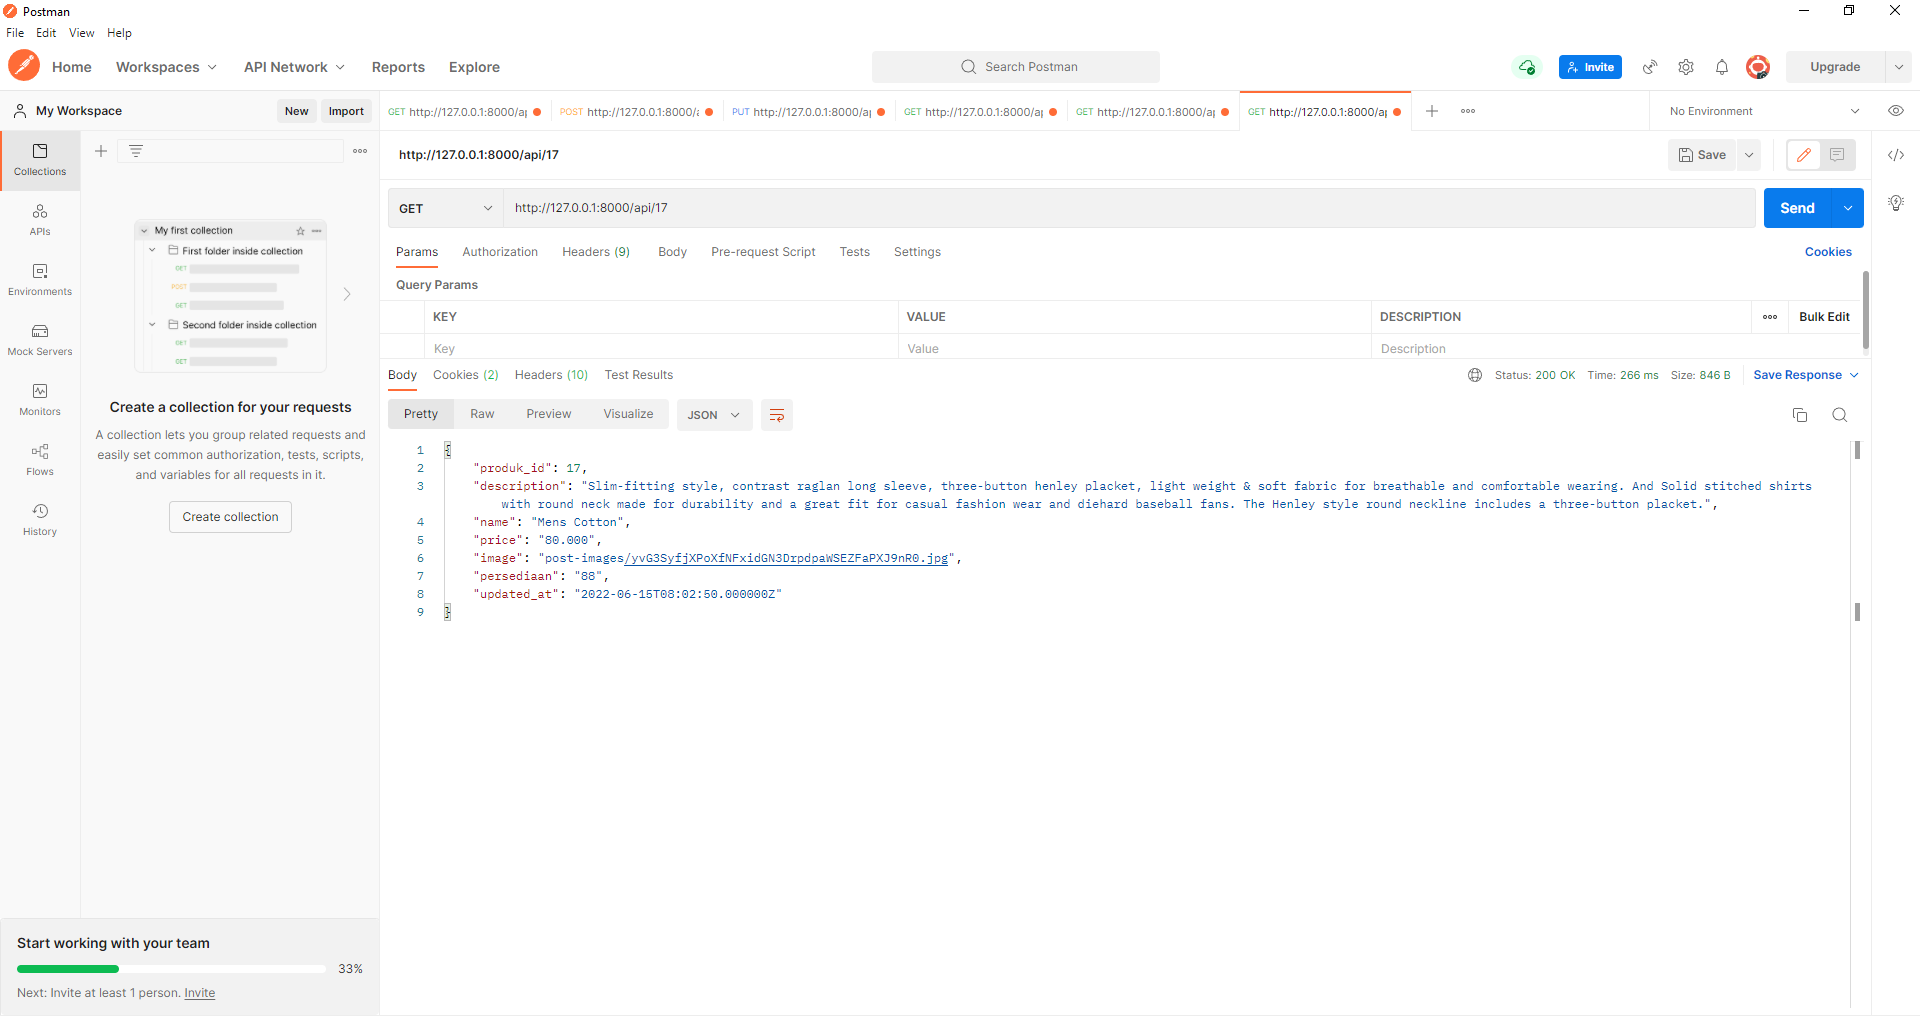 Postman
File Edit View Help
Home Workspaces API Network Reports Explore
Search Postman
Invite
Upgrade
My Workspace
New Import
GET http://127.0.0.1:8000/ap
POST http://127.0.0.1:8000/a
PUT http://127.0.0.1:8000/ap
GET http://127.0.0.1:8000/ap
GET http://127.0.0.1:8000/ap
GET http://127.0.0.1:8000/ap
No Environment
Collections
APIs
Environments
Mock Servers
Monitors
Flows
History
My first collection
First folder inside collection
GET
POST
GET
Second folder inside collection
GET
GET
Create a collection for your requests
A collection lets you group related requests and
easily set common authorization, tests, scripts,
and variables for all requests in it.
Create collection
Start working with your team
33%
Next: Invite at least 1 person. Invite
http://127.0.0.1:8000/api/17
Save
GET http://127.0.0.1:8000/api/17
Send
Params Authorization Headers (9) Body Pre-request Script Tests Settings
Cookies
Query Params
KEY VALUE DESCRIPTION
Bulk Edit
Key Value Description
Body Cookies (2) Headers (10) Test Results
Status: 200 OK Time: 266 ms Size: 846 B
Save Response
Pretty Raw Preview Visualize JSON
1 {
2 "produk_id": 17,
3 "description": "Slim-fitting style, contrast raglan long sleeve, three-button henley placket, light weight & soft fabric for breathable and comfortable wearing. And Solid stitched shirts
with round neck made for durability and a great fit for casual fashion wear and diehard baseball fans. The Henley style round neckline includes a three-button placket.",
4 "name": "Mens Cotton",
5 "price": "80.000",
6 "image": "post-images/yvG3SyfjXPoXfNFxidGN3DrpdpaWSEZFaPXJ9nR0.jpg",
7 "persediaan": "88",
8 "updated_at": "2022-06-15T08:02:50.000000Z"
9 }